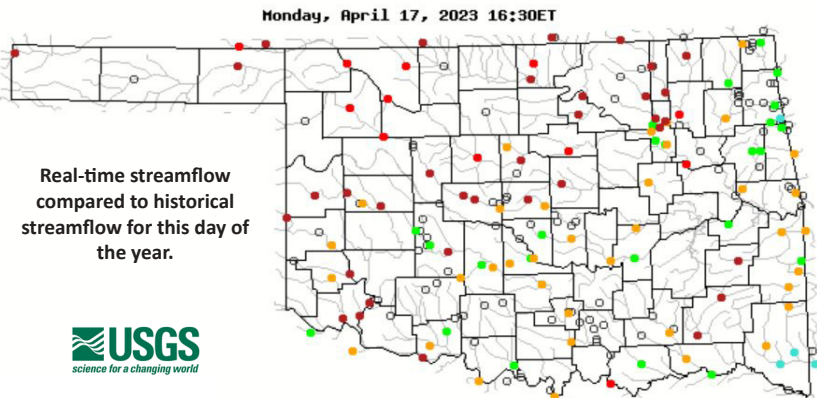 Monday, April 17, 2023 16:30ET
Real-time streamflow
compared to historical
streamflow for this day of
the year.
USGS
science for a changing world